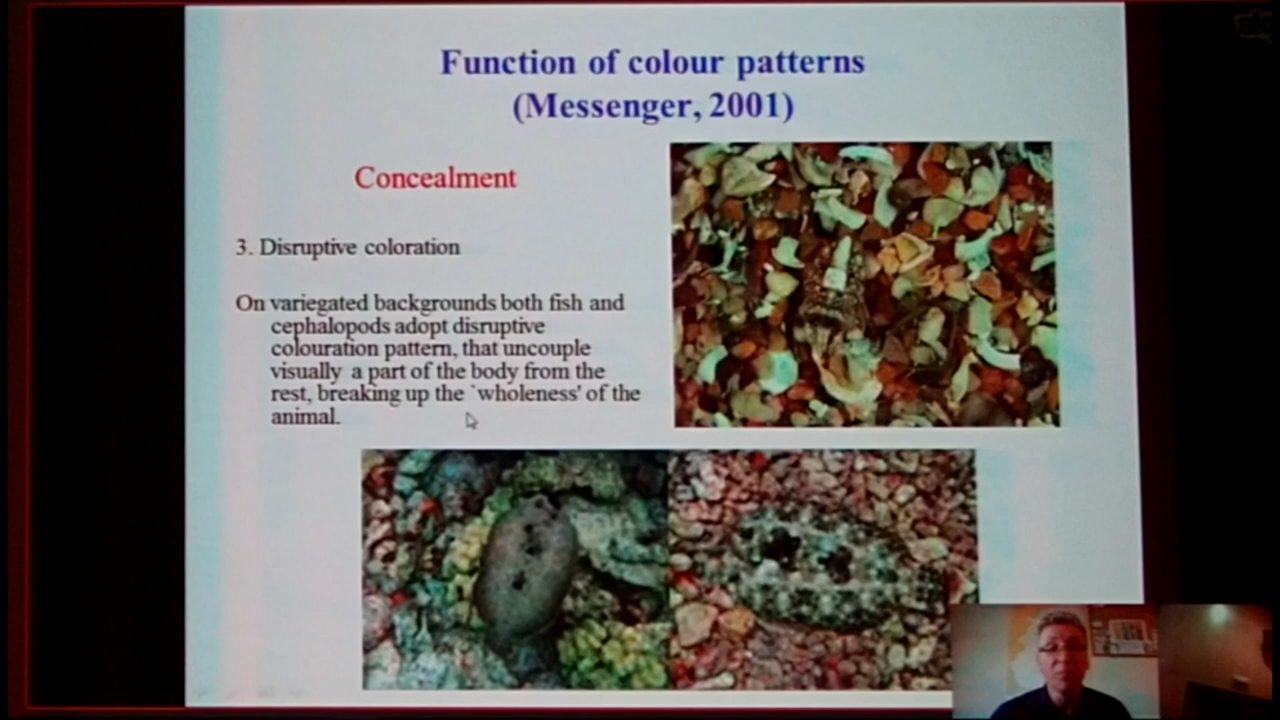 Function of colour patterns
(Messenger, 2001)
Concealment
3. Disruptive coloration
On variegated backgrounds both fish and
cephalopods adopt disruptive
colouration pattern, that uncouple
visually a part of the body from the
rest, breaking up the `wholeness' of the
animal.